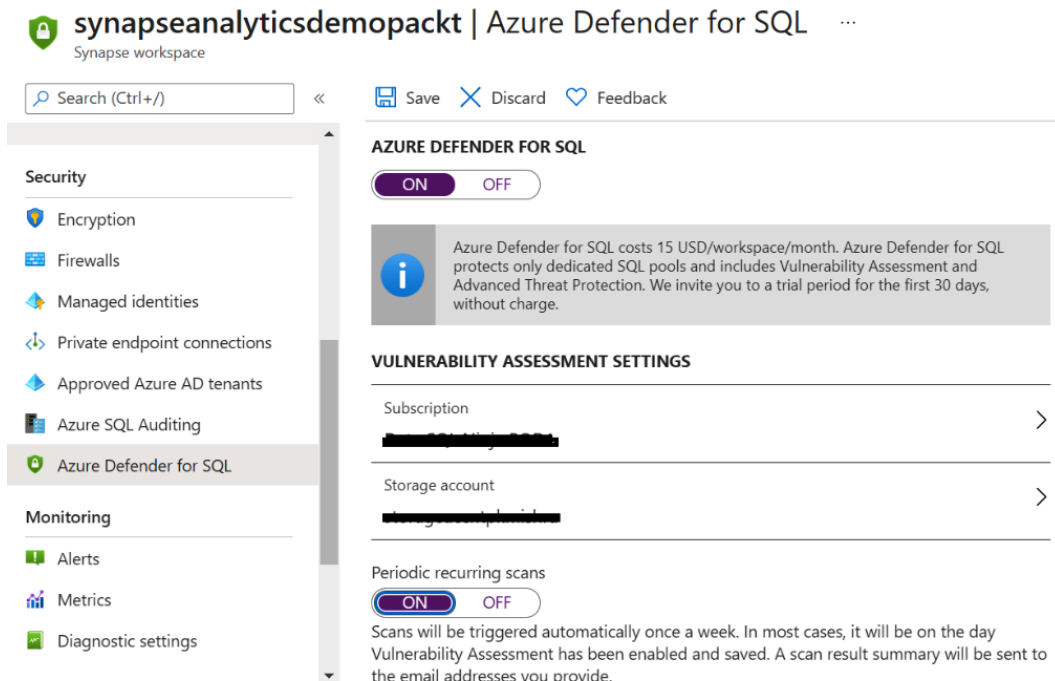 synapseanalyticsdemopackt | Azure Defender for SQL ...
Synapse workspace
Search (Ctrl+/)
«
Save
Discard
Feedback
Security
Encryption
Firewalls
Managed identities
Private endpoint connections
Approved Azure AD tenants
Azure SQL Auditing
Azure Defender for SQL
Monitoring
Alerts
Metrics
Diagnostic settings
AZURE DEFENDER FOR SQL
ON OFF
Azure Defender for SQL costs 15 USD/workspace/month. Azure Defender for SQL
protects only dedicated SQL pools and includes Vulnerability Assessment and
Advanced Threat Protection. We invite you to a trial period for the first 30 days,
without charge.
VULNERABILITY ASSESSMENT SETTINGS
Subscription
Storage account
Periodic recurring scans
ON OFF
Scans will be triggered automatically once a week. In most cases, it will be on the day
Vulnerability Assessment has been enabled and saved. A scan result summary will be sent to
the email addresses you provide.